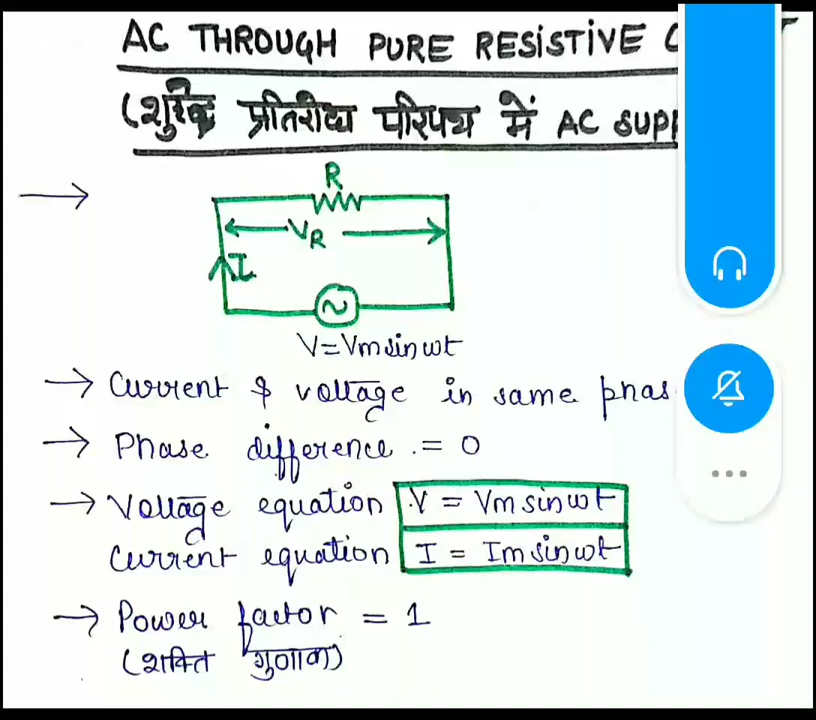 AC THROUGH PURE RESISTIVE
(शुद्ध प्रतिरोध परिपथ में AC
R
V_R
I
V=Vm sin ωt
→ Current & voltage in same
→ Phase difference = 0
→ Voltage equation V = Vm sin ωt
Current equation I = Im sin ωt
→ Power factor = 1
(शक्ति गुणांक)